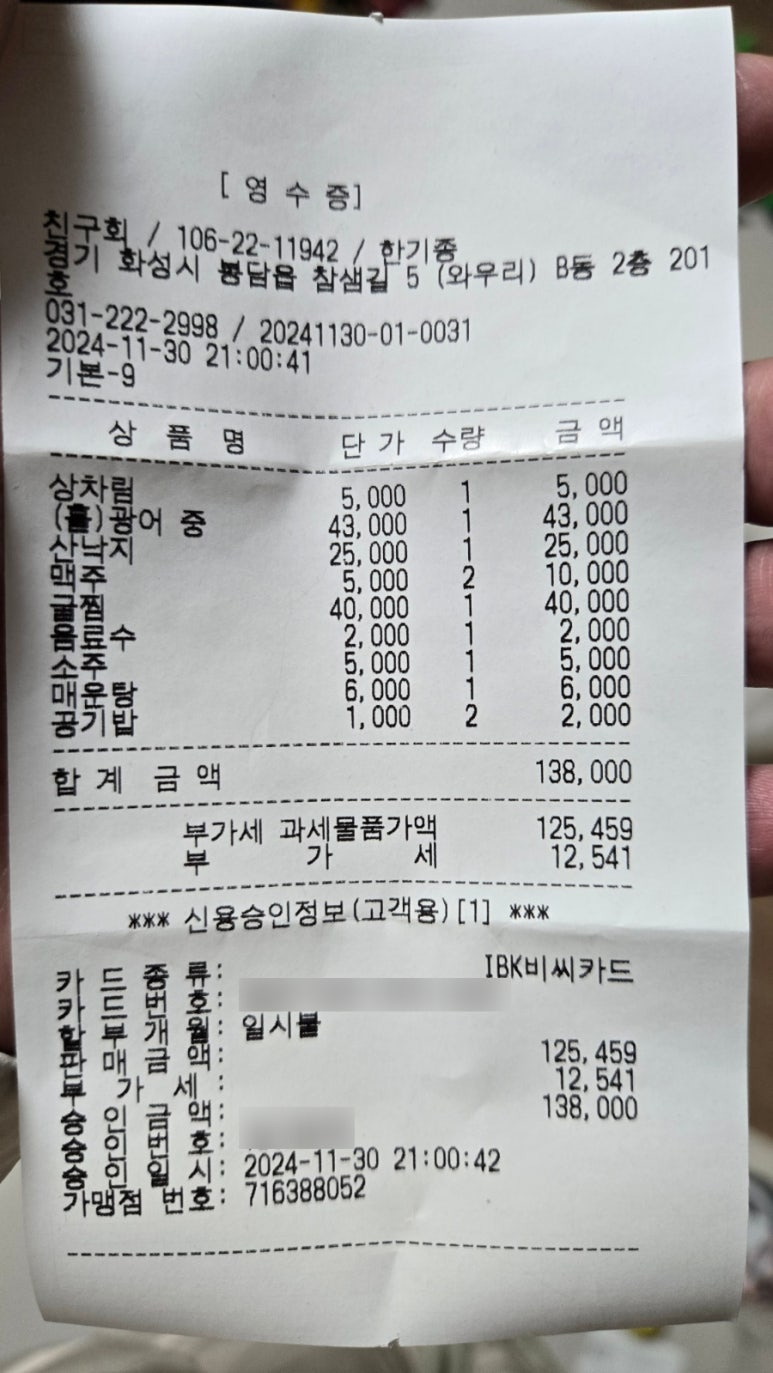 [ 영 수 증]
친구회 / 106-22-11942 / 한기종
경기 화성시 봉담읍 참샘길 5 (와우리) B동 2층 201
호
031-222-2998 / 20241130-01-0031
2024-11-30 21:00:41
기본-9
상 품 명 단 가 수량 금 액
상차림 5,000 1 5,000
(홀)광어 중 43,000 1 43,000
산낙지 25,000 1 25,000
맥주 5,000 2 10,000
굴찜 40,000 1 40,000
음료수 2,000 1 2,000
소주 5,000 1 5,000
매운탕 6,000 1 6,000
공기밥 1,000 2 2,000
합 계 금 액 138,000
부가세 과세물품가액 125,459
부 가 세 12,541
*** 신용승인정보(고객용)[1] ***
카 드 종 류: IBK비씨카드
카 드 번 호:
할 부 개 월: 일시불
판 매 금 액: 125,459
부 가 세 : 12,541
승 인 금 액: 138,000
승 인 번 호:
승 인 일 시: 2024-11-30 21:00:42
가맹점 번호: 716388052